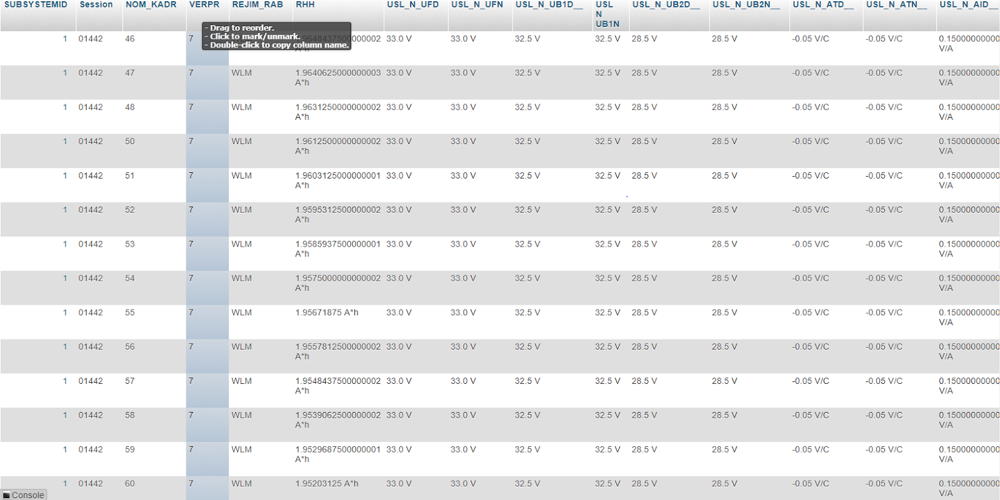 SUBSYSTEMID Session NOM_KADR VERPR REJIM_RAB RHH USL_N_UFD USL_N_UFN USL_N_UB1D__ USL N UB1N USL_N_UB2D__ USL_N_UB2N__ USL_N_ATD__ USL_N_ATN__ USL_N_AID__
- Drag to reorder.
- Click to mark/unmark.
- Double-click to copy column name.
1 01442 46 7 1.9648437500000002 A*h 33.0 V 33.0 V 32.5 V 32.5 V 28.5 V 28.5 V -0.05 V/C -0.05 V/C 0.15000000000 V/A
1 01442 47 7 WLM 1.9640625000000003 A*h 33.0 V 33.0 V 32.5 V 32.5 V 28.5 V 28.5 V -0.05 V/C -0.05 V/C 0.15000000000 V/A
1 01442 48 7 WLM 1.9631250000000002 A*h 33.0 V 33.0 V 32.5 V 32.5 V 28.5 V 28.5 V -0.05 V/C -0.05 V/C 0.15000000000 V/A
1 01442 50 7 WLM 1.9612500000000002 A*h 33.0 V 33.0 V 32.5 V 32.5 V 28.5 V 28.5 V -0.05 V/C -0.05 V/C 0.15000000000 V/A
1 01442 51 7 WLM 1.9603125000000001 A*h 33.0 V 33.0 V 32.5 V 32.5 V 28.5 V 28.5 V -0.05 V/C -0.05 V/C 0.15000000000 V/A
1 01442 52 7 WLM 1.9595312500000002 A*h 33.0 V 33.0 V 32.5 V 32.5 V 28.5 V 28.5 V -0.05 V/C -0.05 V/C 0.15000000000 V/A
1 01442 53 7 WLM 1.9585937500000001 A*h 33.0 V 33.0 V 32.5 V 32.5 V 28.5 V 28.5 V -0.05 V/C -0.05 V/C 0.15000000000 V/A
1 01442 54 7 WLM 1.9575000000000002 A*h 33.0 V 33.0 V 32.5 V 32.5 V 28.5 V 28.5 V -0.05 V/C -0.05 V/C 0.15000000000 V/A
1 01442 55 7 WLM 1.95671875 A*h 33.0 V 33.0 V 32.5 V 32.5 V 28.5 V 28.5 V -0.05 V/C -0.05 V/C 0.15000000000 V/A
1 01442 56 7 WLM 1.9557812500000002 A*h 33.0 V 33.0 V 32.5 V 32.5 V 28.5 V 28.5 V -0.05 V/C -0.05 V/C 0.15000000000 V/A
1 01442 57 7 WLM 1.9548437500000002 A*h 33.0 V 33.0 V 32.5 V 32.5 V 28.5 V 28.5 V -0.05 V/C -0.05 V/C 0.15000000000 V/A
1 01442 58 7 WLM 1.9539062500000002 A*h 33.0 V 33.0 V 32.5 V 32.5 V 28.5 V 28.5 V -0.05 V/C -0.05 V/C 0.15000000000 V/A
1 01442 59 7 WLM 1.9529687500000001 A*h 33.0 V 33.0 V 32.5 V 32.5 V 28.5 V 28.5 V -0.05 V/C -0.05 V/C 0.15000000000 V/A
1 01442 60 7 WLM 1.95203125 A*h 33.0 V 33.0 V 32.5 V 32.5 V 28.5 V 28.5 V -0.05 V/C -0.05 V/C 0.15000000000 V/A
Console